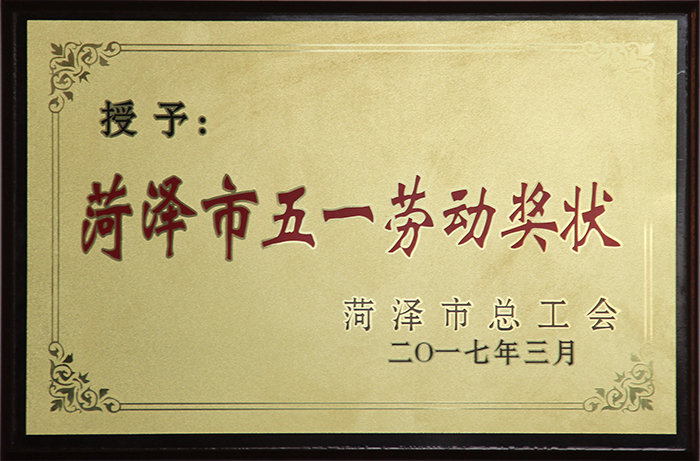 授予：
菏泽市五一劳动奖状
菏泽市总工会
二〇一七年三月